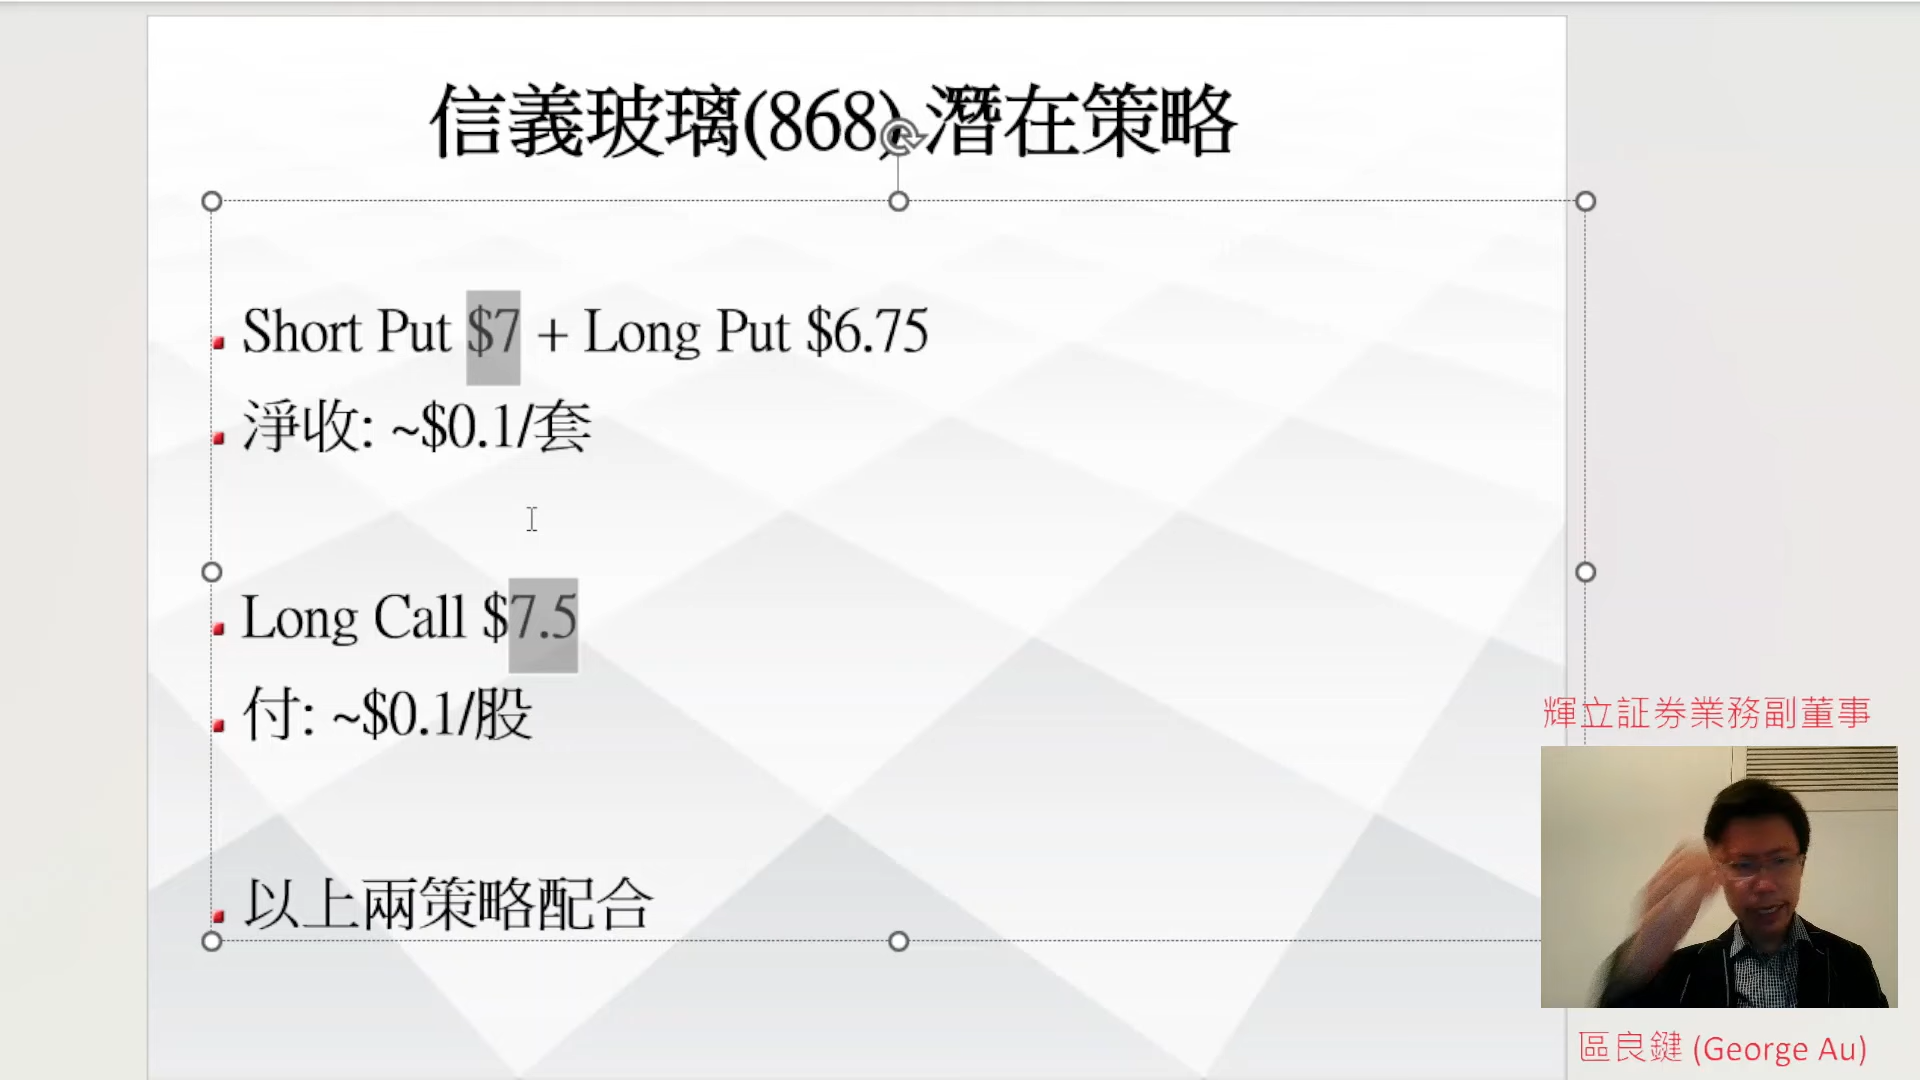 信義玻璃(868) 潛在策略
Short Put $7 + Long Put $6.75
淨收: ~$0.1/套
Long Call $7.5
付: ~$0.1/股
以上兩策略配合
輝立証券業務副董事
區良鍵 (George Au)